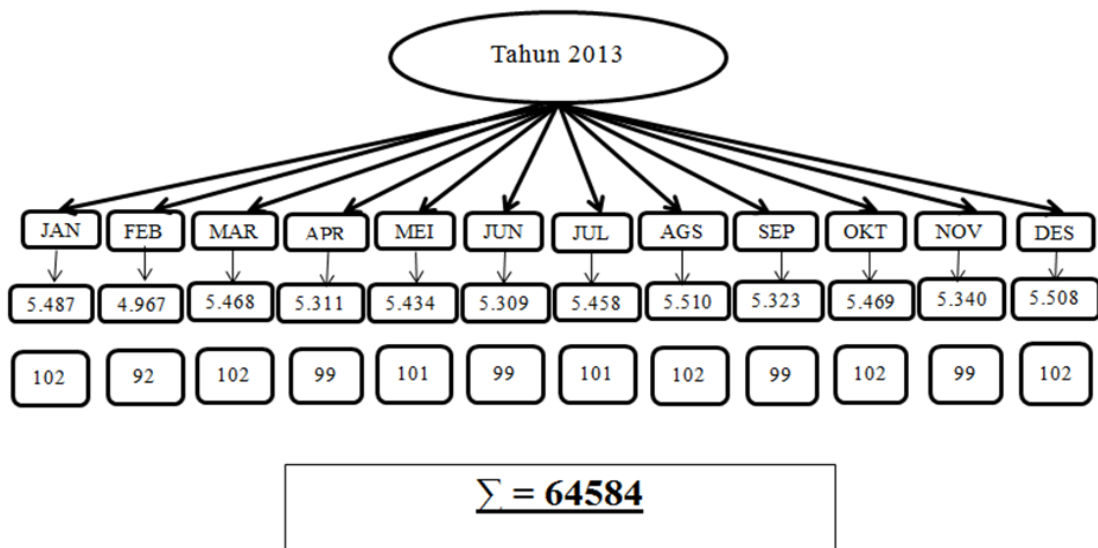 Tahun 2013
JAN FEB MAR APR MEI JUN JUL AGS SEP OKT NOV DES
5.487 4.967 5.468 5.311 5.434 5.309 5.458 5.510 5.323 5.469 5.340 5.508
102 92 102 99 101 99 101 102 99 102 99 102
∑ = 64584